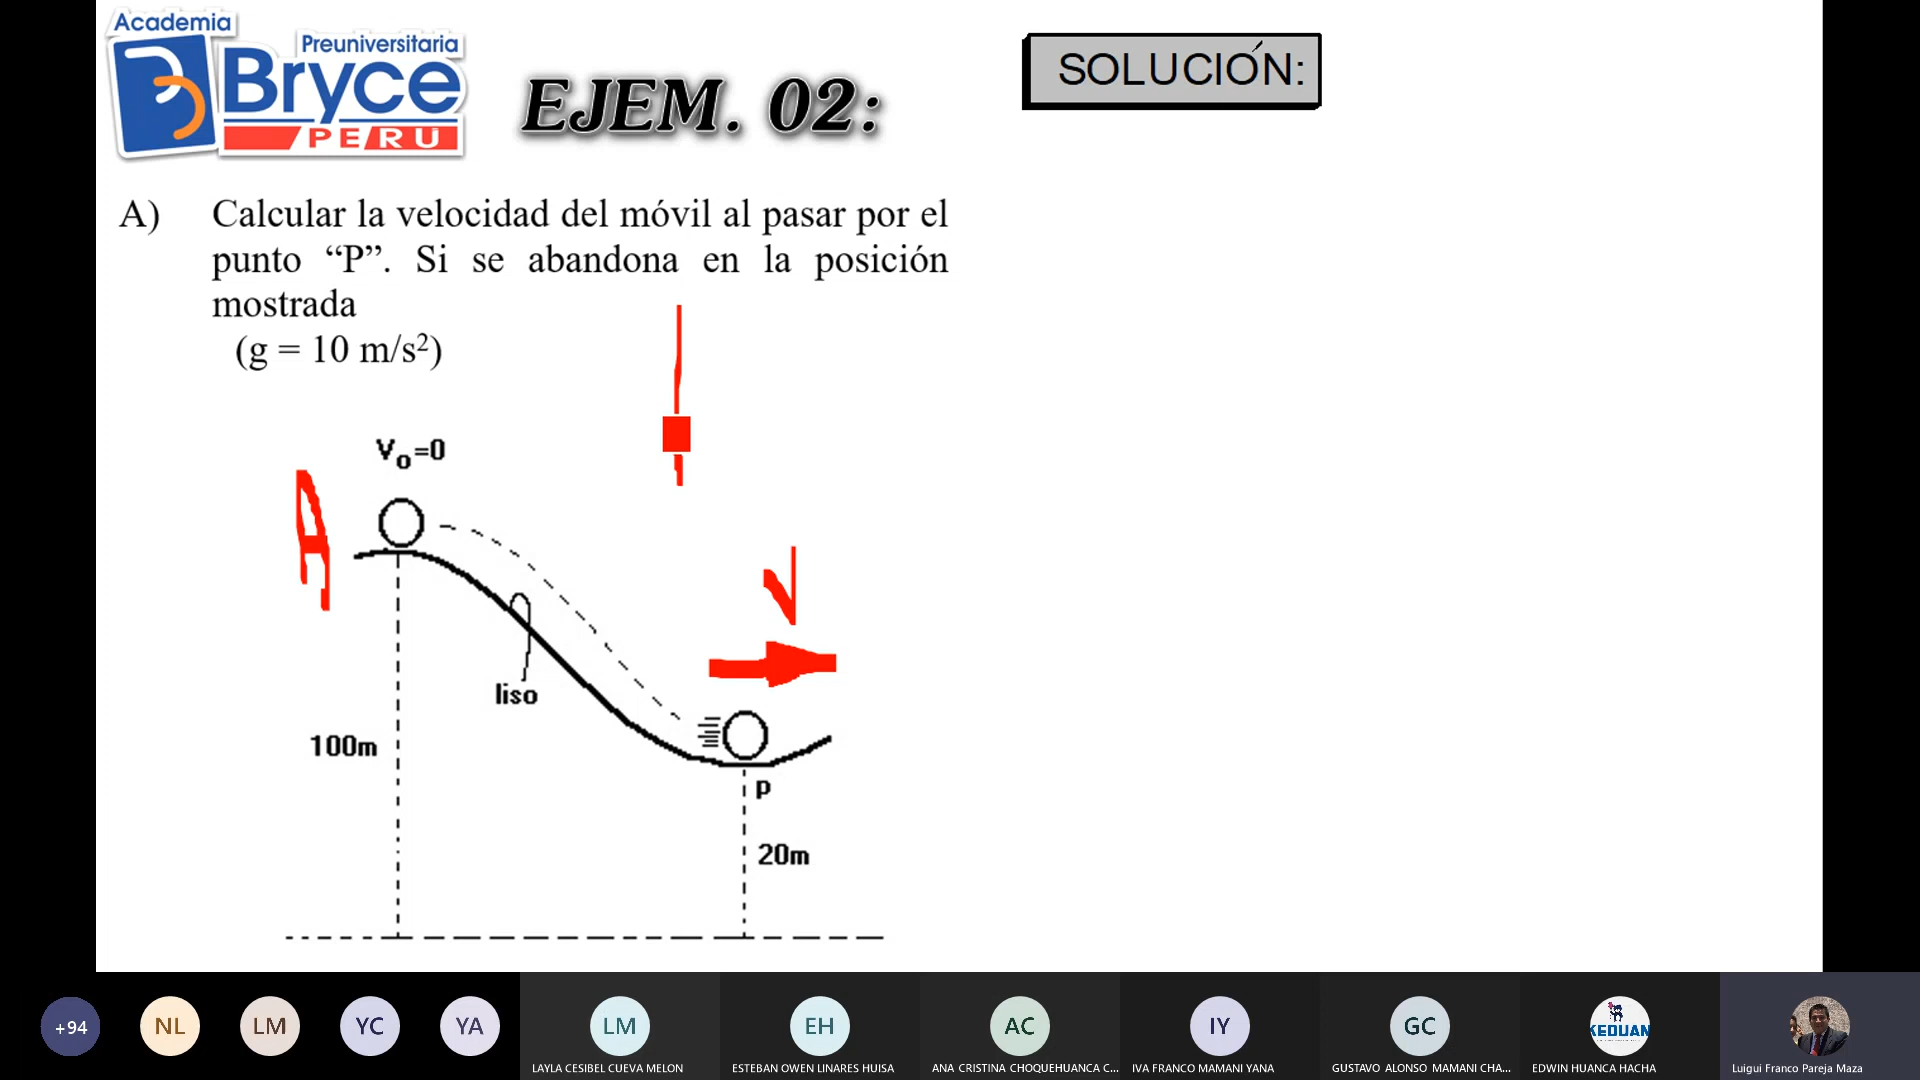 Academia
Preuniversitaria
Bryce
PERÚ
EJEM. 02:
SOLUCIÓN:
A) Calcular la velocidad del móvil al pasar por el
punto “P”. Si se abandona en la posición
mostrada
(g = 10 m/s²)
V₀=0
A
V
liso
100m
P
20m
+94
NL
LM
YC
YA
LM
EH
AC
IY
GC
KEDUAN
LAYLA CESIBEL CUEVA MELON
ESTEBAN OWEN LINARES HUISA
ANA CRISTINA CHOQUEHUANCA C...
IVA FRANCO MAMANI YANA
GUSTAVO ALONSO MAMANI CHA...
EDWIN HUANCA HACHA
Luigui Franco Pareja Maza